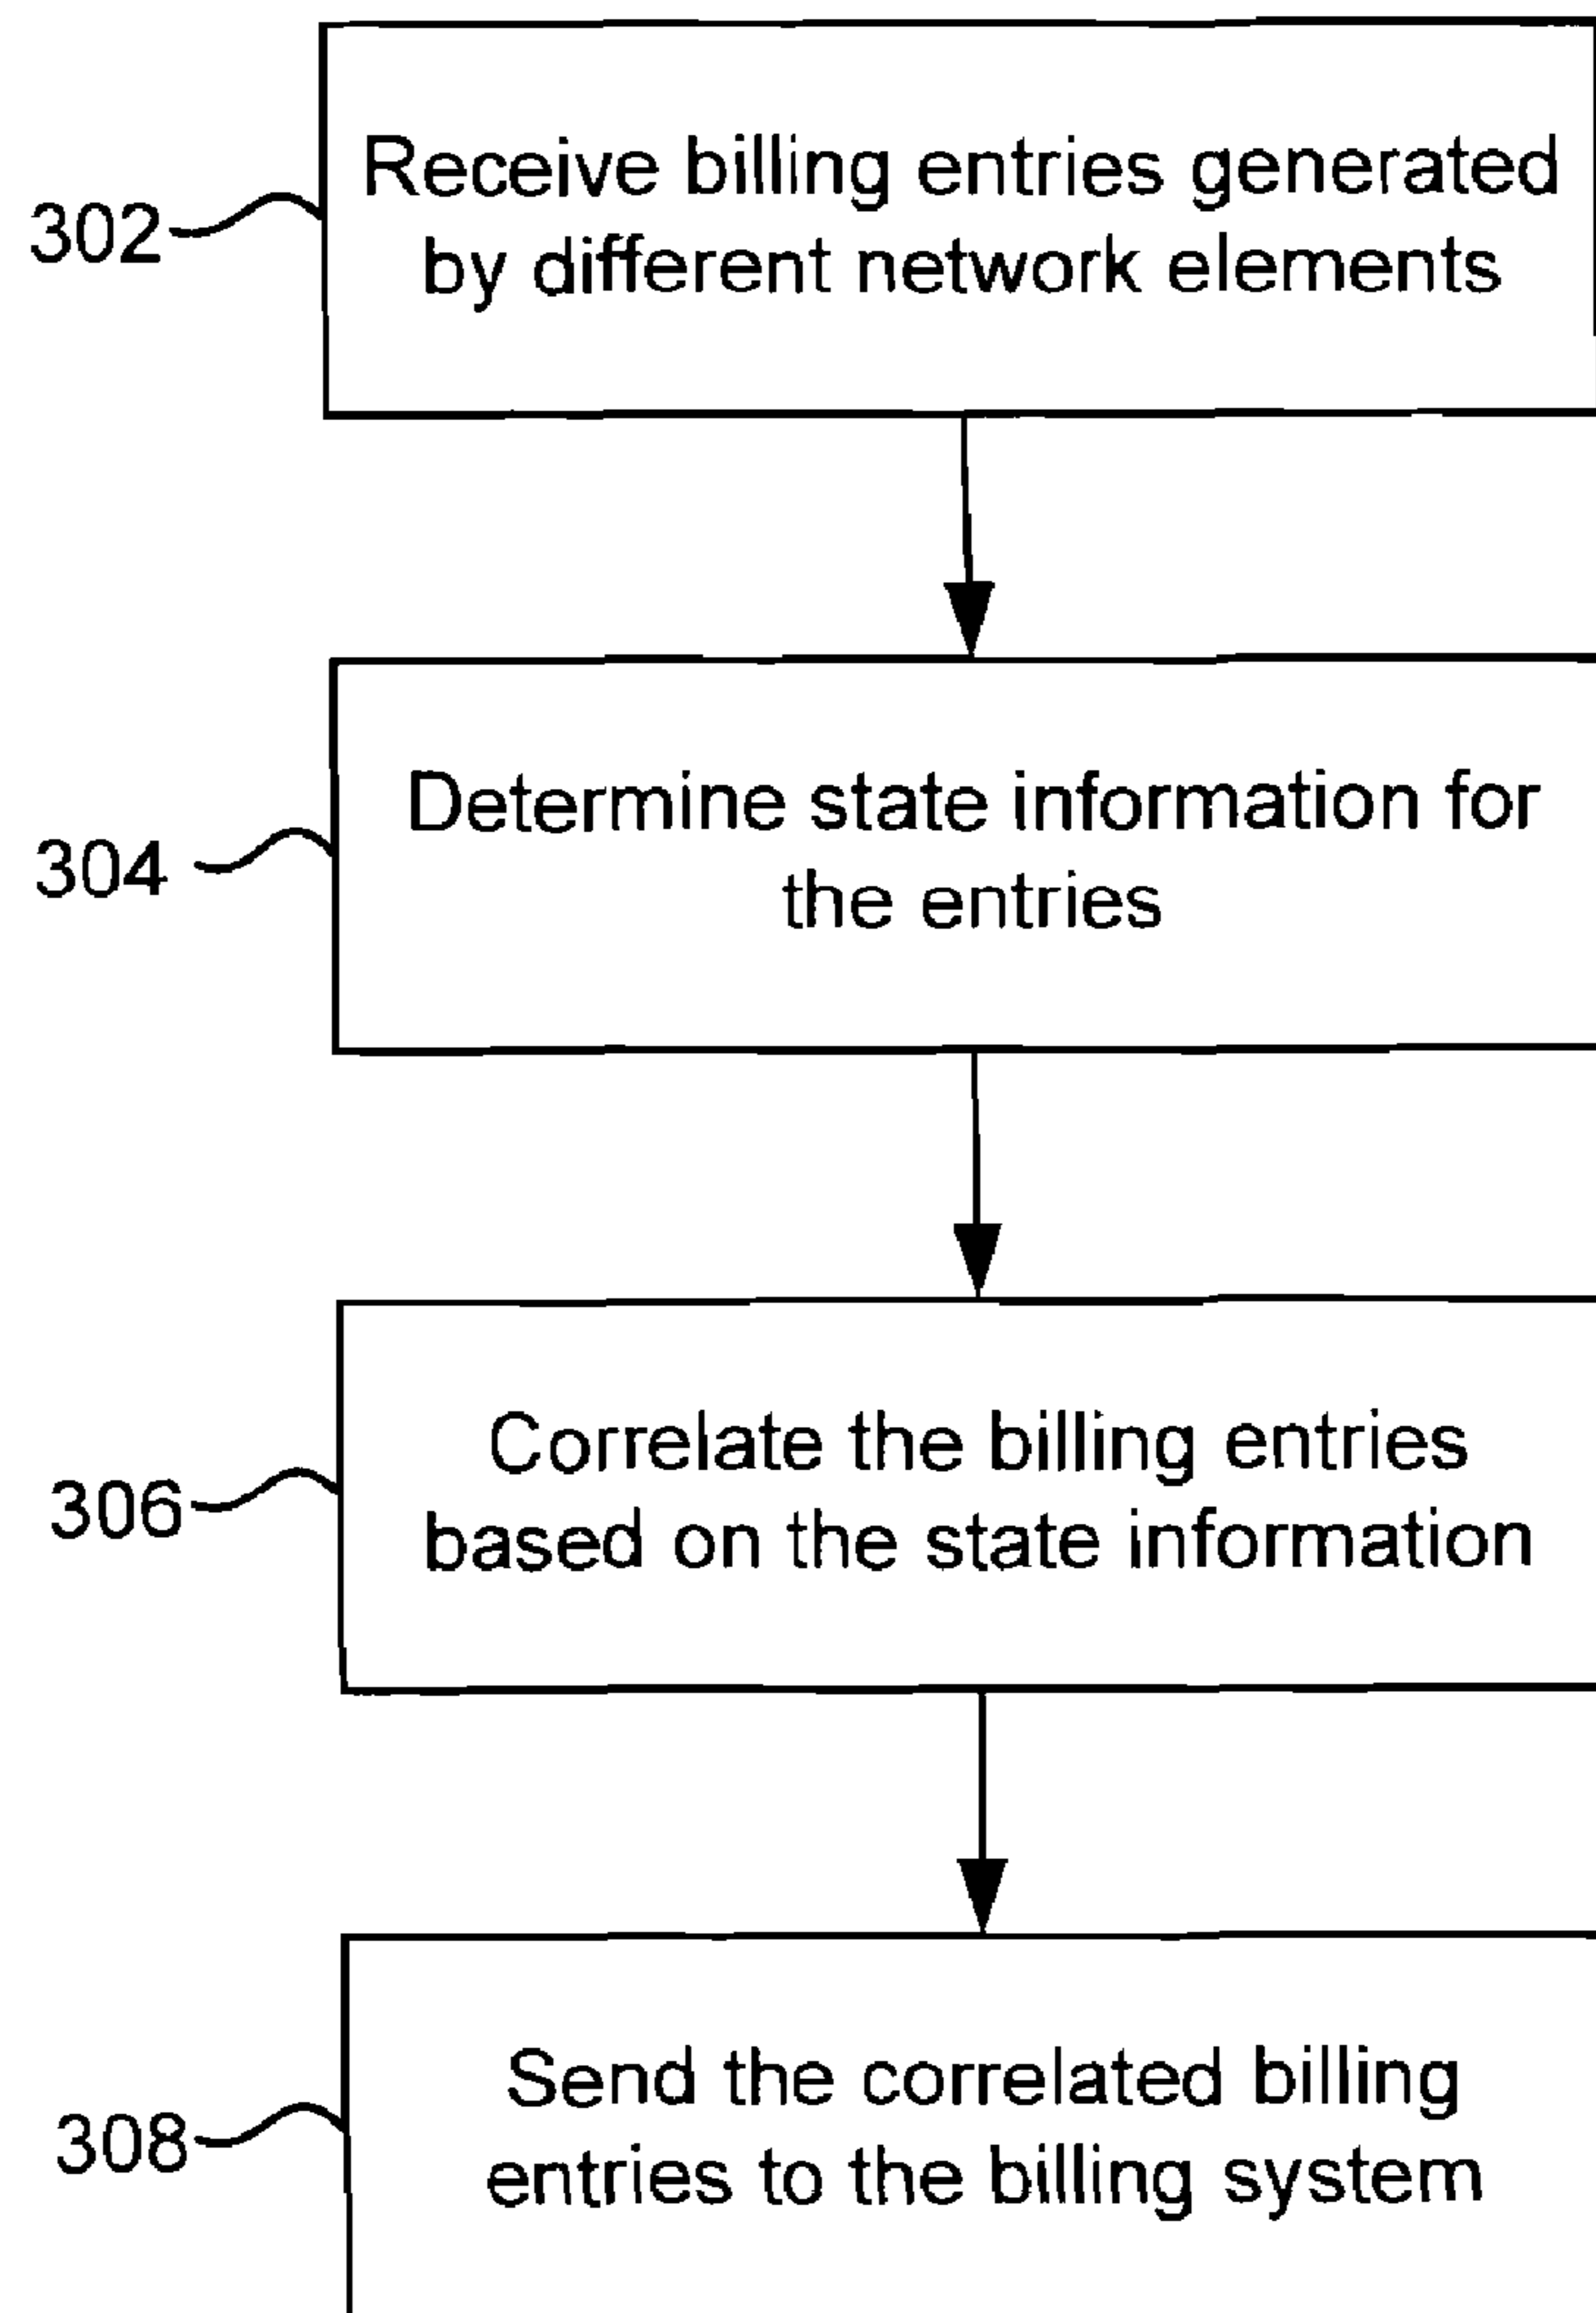 302
Receive billing entries generated
by different network elements
304
Determine state information for
the entries
306
Correlate the billing entries
based on the state information
308
Send the correlated billing
entries to the billing system